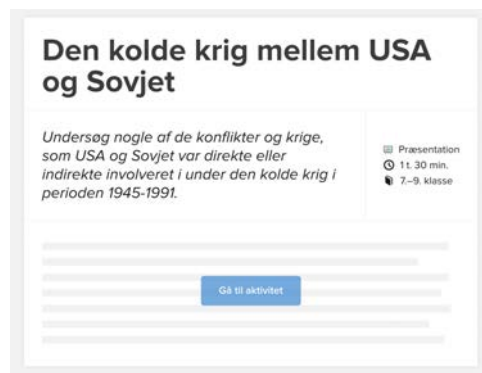 Den kolde krig mellem USA
og Sovjet
Undersøg nogle af de konflikter og krige,
som USA og Sovjet var direkte eller
indirekte involveret i under den kolde krig i
perioden 1945-1991.
Præsentation
1 t. 30 min.
7.–9. klasse
Gå til aktivitet